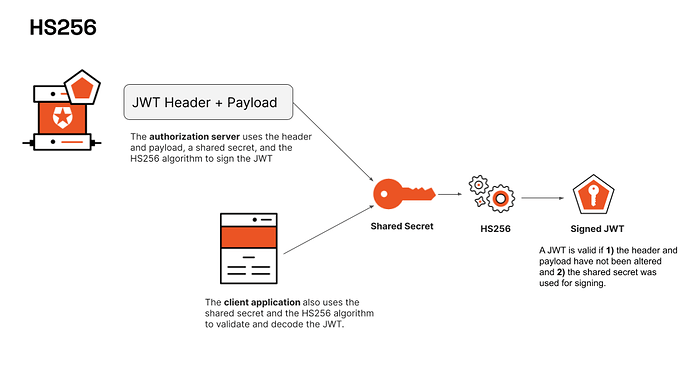 HS256
JWT Header + Payload
The authorization server uses the header
and payload, a shared secret, and the
HS256 algorithm to sign the JWT
Shared Secret
HS256
Signed JWT
A JWT is valid if 1) the header and
payload have not been altered
and 2) the shared secret was
used for signing.
The client application also uses the
shared secret and the HS256 algorithm
to validate and decode the JWT.